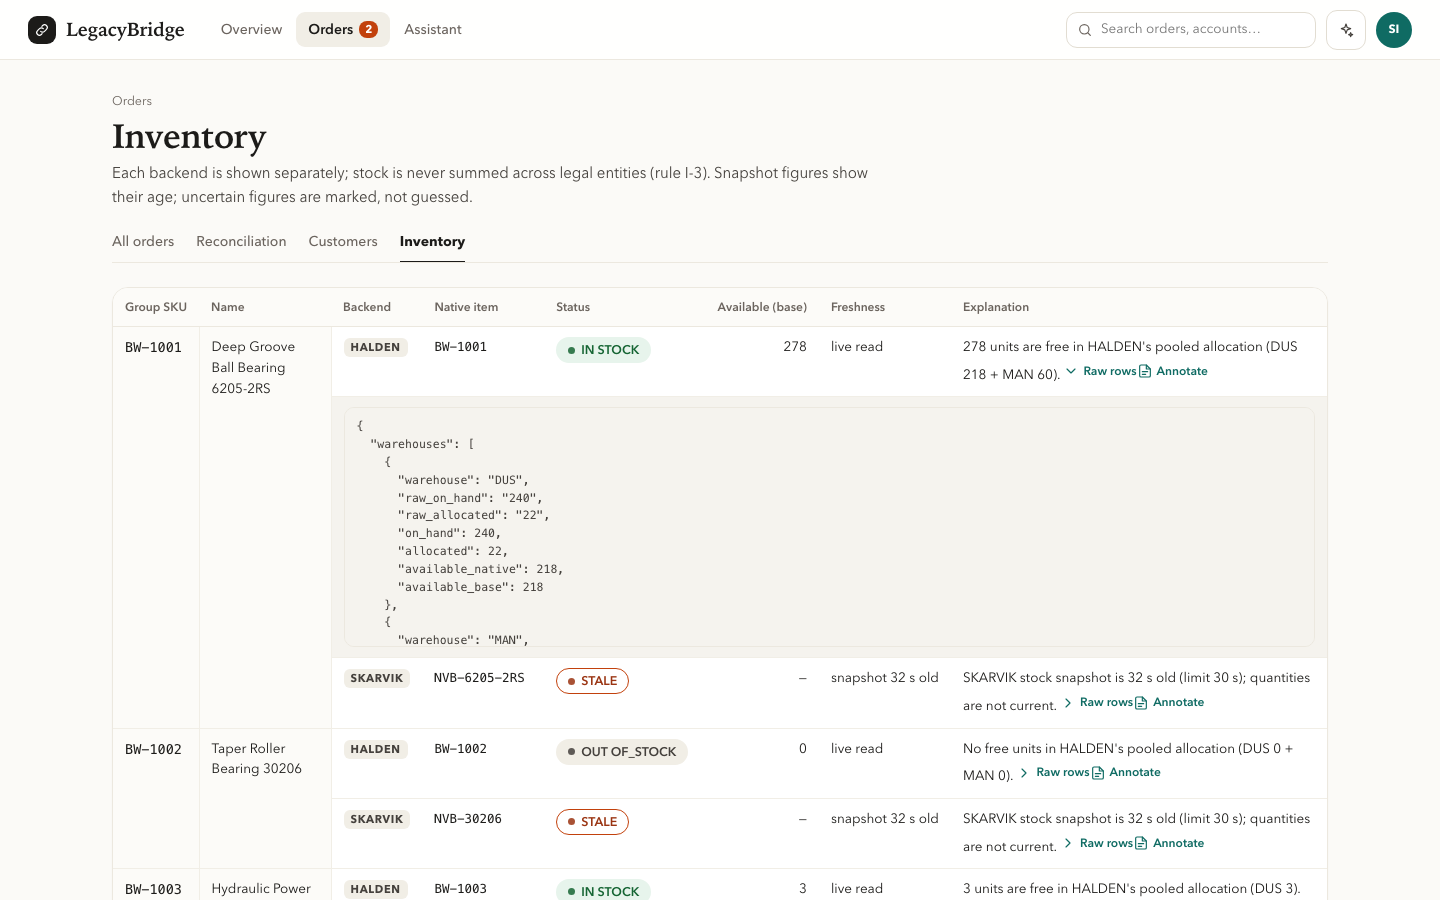 LegacyBridge
Overview
Orders 2
Assistant
Search orders, accounts...
SI
Orders
Inventory
Each backend is shown separately; stock is never summed across legal entities (rule I-3). Snapshot figures show
their age; uncertain figures are marked, not guessed.
All orders
Reconciliation
Customers
Inventory
Group SKU
Name
Backend
Native item
Status
Available (base)
Freshness
Explanation
BW-1001
Deep Groove
Ball Bearing
6205-2RS
HALDEN
BW-1001
IN STOCK
278
live read
278 units are free in HALDEN's pooled allocation (DUS
218 + MAN 60). Raw rows Annotate
{
"warehouses": [
{
"warehouse": "DUS",
"raw_on_hand": "240",
"raw_allocated": "22",
"on_hand": 240,
"allocated": 22,
"available_native": 218,
"available_base": 218
},
{
"warehouse": "MAN",
SKARVIK
NVB-6205-2RS
STALE
–
snapshot 32 s old
SKARVIK stock snapshot is 32 s old (limit 30 s); quantities
are not current. Raw rows Annotate
BW-1002
Taper Roller
Bearing 30206
HALDEN
BW-1002
OUT OF_STOCK
0
live read
No free units in HALDEN's pooled allocation (DUS 0 +
MAN 0). Raw rows Annotate
SKARVIK
NVB-30206
STALE
–
snapshot 32 s old
SKARVIK stock snapshot is 32 s old (limit 30 s); quantities
are not current. Raw rows Annotate
BW-1003
Hydraulic Power
HALDEN
BW-1003
IN STOCK
3
live read
3 units are free in HALDEN's pooled allocation (DUS 3).